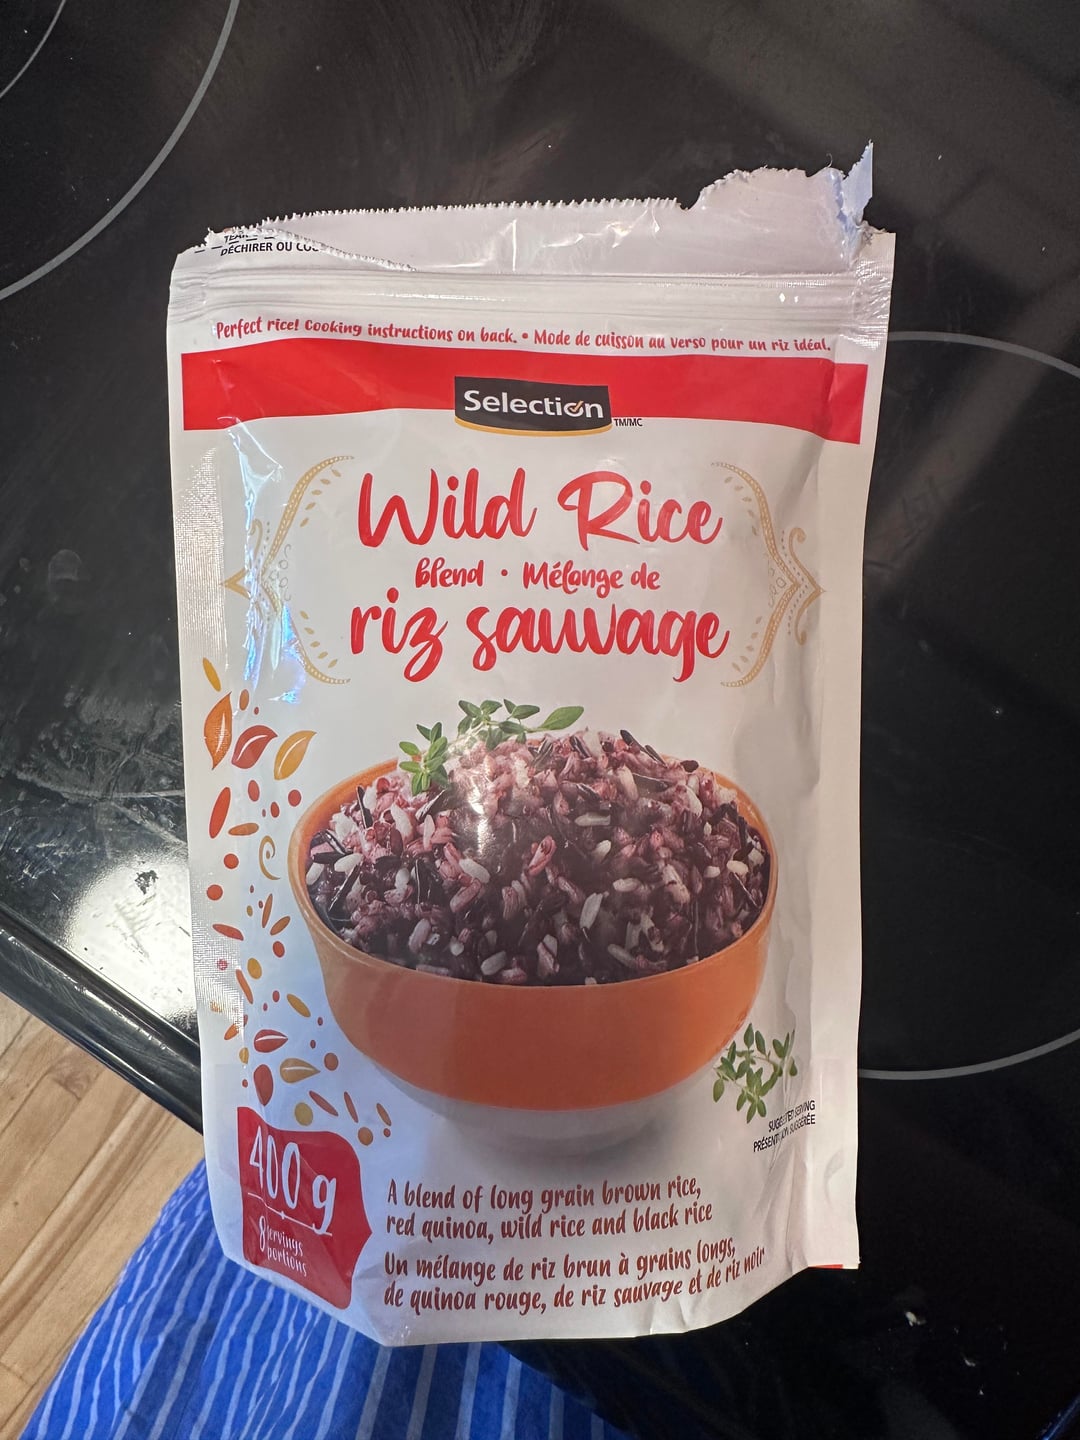 DÉCHIRER OU
Perfect rice! Cooking instructions on back. • Mode de cuisson au verso pour un riz idéal.
Selection TM/MC
Wild Rice
blend • Mélange de
riz sauvage
SUGGESTED SERVING
PRÉSENTATION SUGGÉRÉE
400 g
8 servings
portions
A blend of long grain brown rice,
red quinoa, wild rice and black rice
Un mélange de riz brun à grains longs,
de quinoa rouge, de riz sauvage et de riz noir